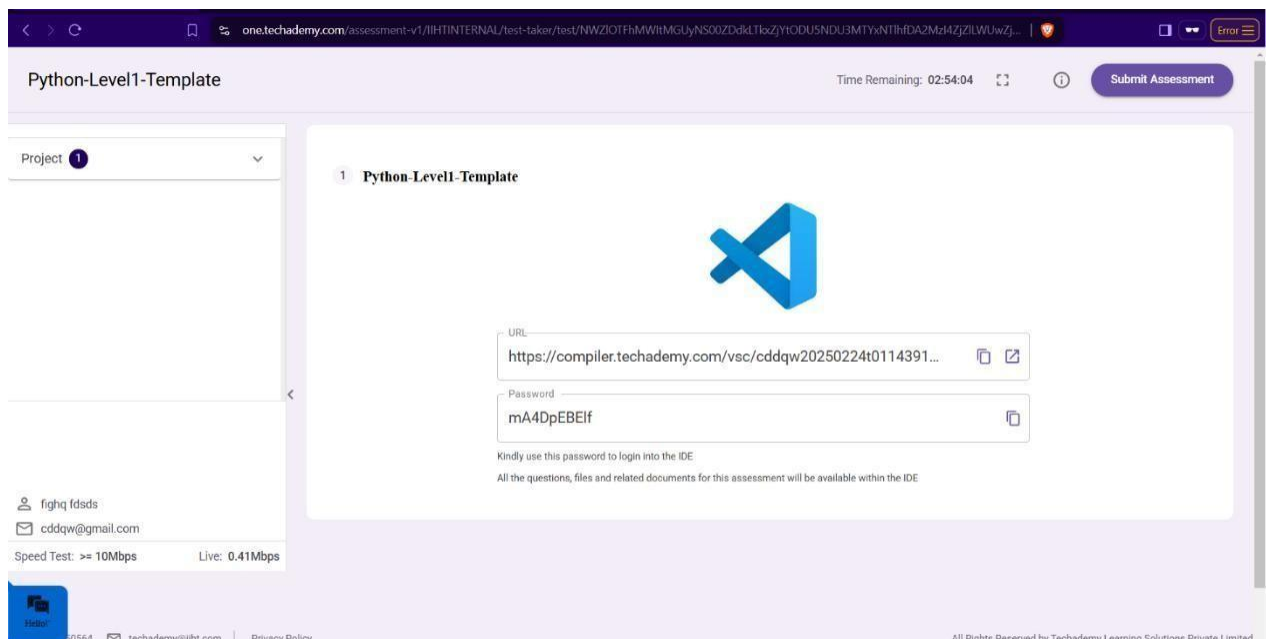 one.techademy.com/assessment-v1/IIHTINTERNAL/test-taker/test/
Error
Python-Level1-Template
Time Remaining: 02:54:04
Submit Assessment
Project 1
1 Python-Level1-Template
URL
https://compiler.techademy.com/vsc/cddqw20250224t0114391...
Password
mA4DpEBElf
Kindly use this password to login into the IDE
All the questions, files and related documents for this assessment will be available within the IDE
fighq fdsds
cddqw@gmail.com
Speed Test: >= 10Mbps Live: 0.41Mbps
Hello!
techademy@iiht.com | Privacy Policy
All Rights Reserved by Techademy Learning Solutions Private Limited